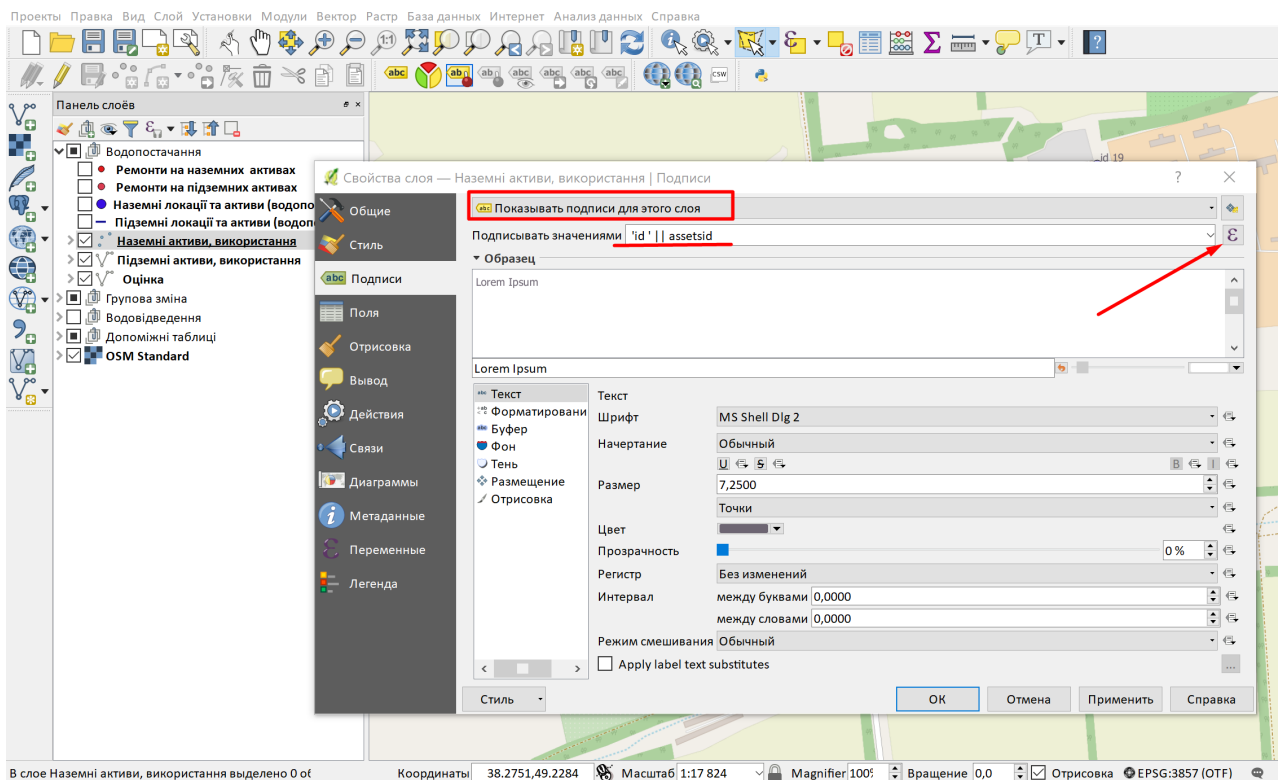 Проекты Правка Вид Слой Установки Модули Вектор Растр База данных Интернет Анализ данных Справка
Панель слоёв
Водопостачання
Ремонти на наземних активах
Ремонти на підземних активах
Наземні локації та активи (водопо
Підземні локації та активи (водоп
Наземні активи, використання
Підземні активи, використання
Оцінка
Групова зміна
Водовідведення
Допоміжні таблиці
OSM Standard
id 19
Свойства слоя — Наземні активи, використання | Подписи
Общие
Стиль
Подписи
Поля
Отрисовка
Вывод
Действия
Связи
Диаграммы
Метаданные
Переменные
Легенда
Показывать подписи для этого слоя
Подписывать значениями 'id ' || assetsid
Образец
Lorem Ipsum
Lorem Ipsum
Текст
Форматировани
Буфер
Фон
Тень
Размещение
Отрисовка
Текст
Шрифт MS Shell Dlg 2
Начертание Обычный
U S B I
Размер 7,2500
Точки
Цвет
Прозрачность 0 %
Регистр Без изменений
Интервал между буквами 0,0000
между словами 0,0000
Режим смешивания Обычный
Apply label text substitutes ...
Стиль ОК Отмена Применить Справка
В слое Наземні активи, використання выделено 0 об Координаты 38.2751,49.2284 Масштаб 1:17 824 Magnifier 100% Вращение 0,0 Отрисовка EPSG:3857 (OTF)